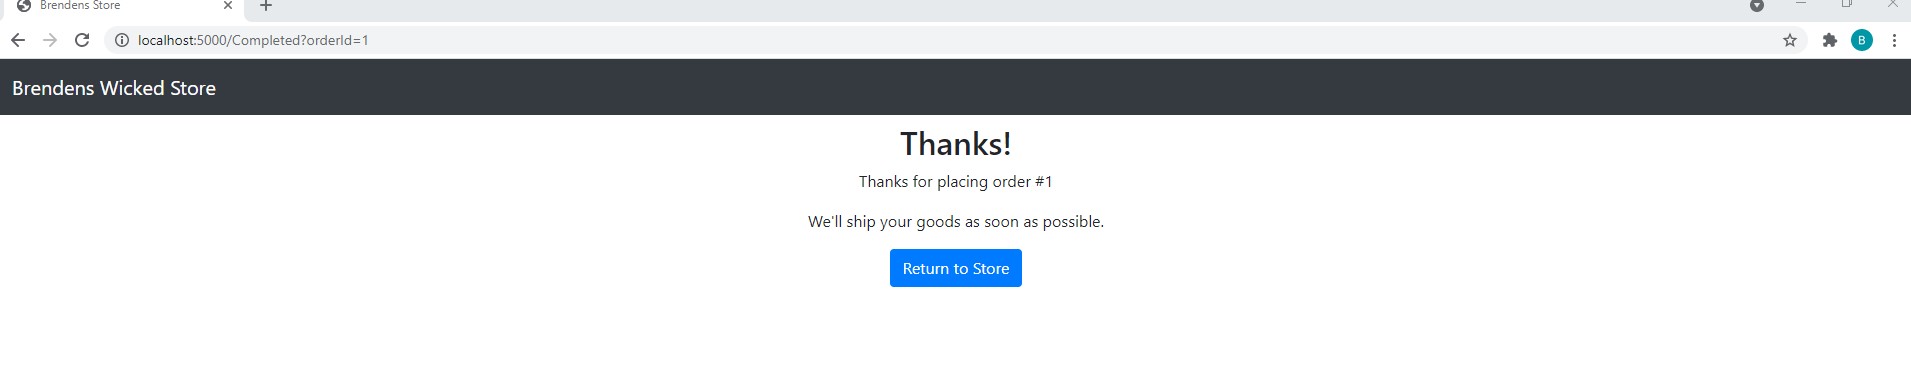 Brendens Store
localhost:5000/Completed?orderId=1
B
Brendens Wicked Store
Thanks!
Thanks for placing order #1
We'll ship your goods as soon as possible.
Return to Store